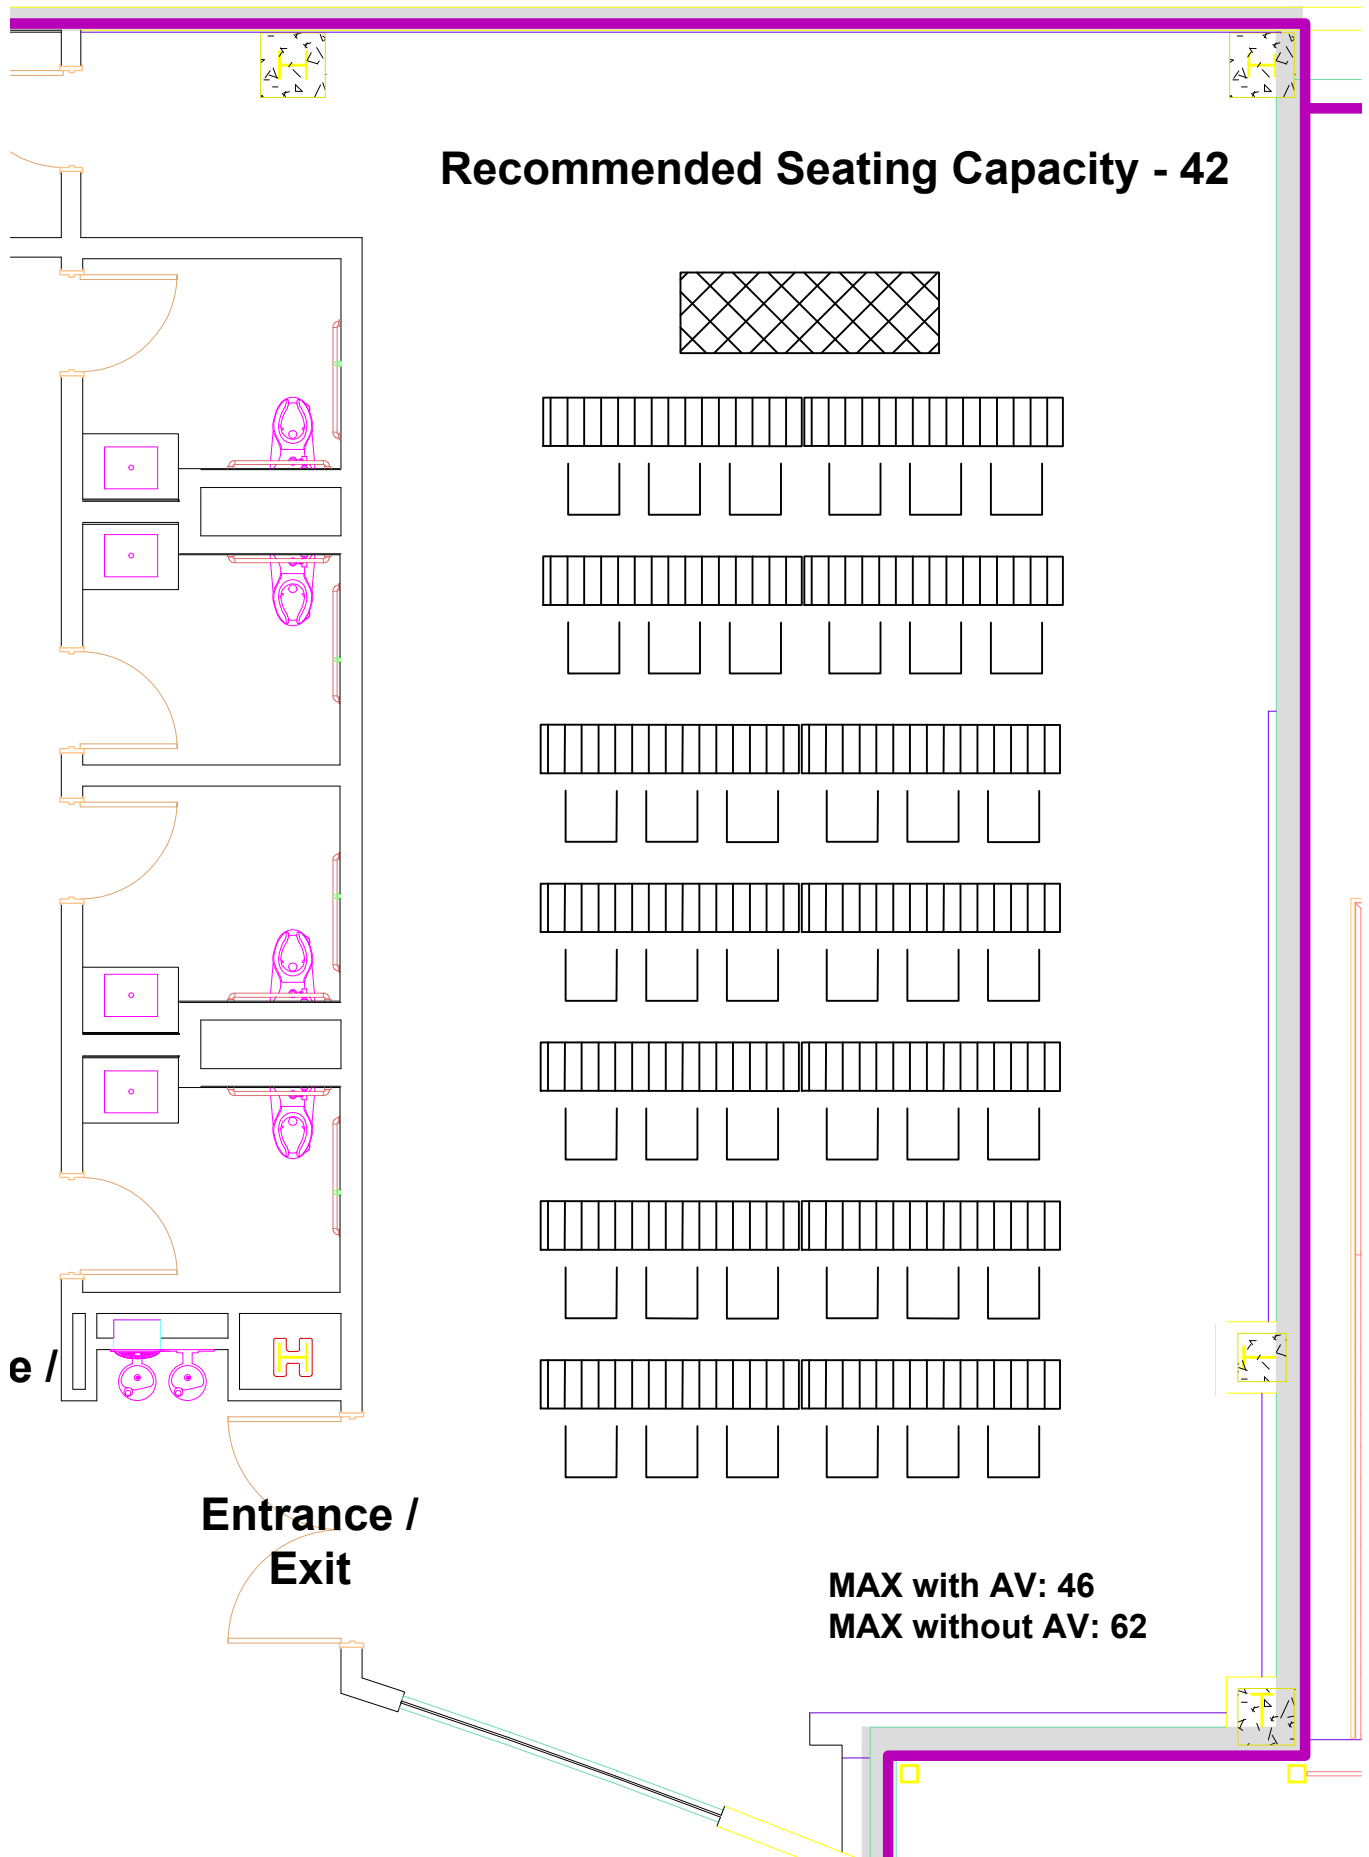 Recommended Seating Capacity - 42
e /
Entrance /
Exit
MAX with AV: 46
MAX without AV: 62